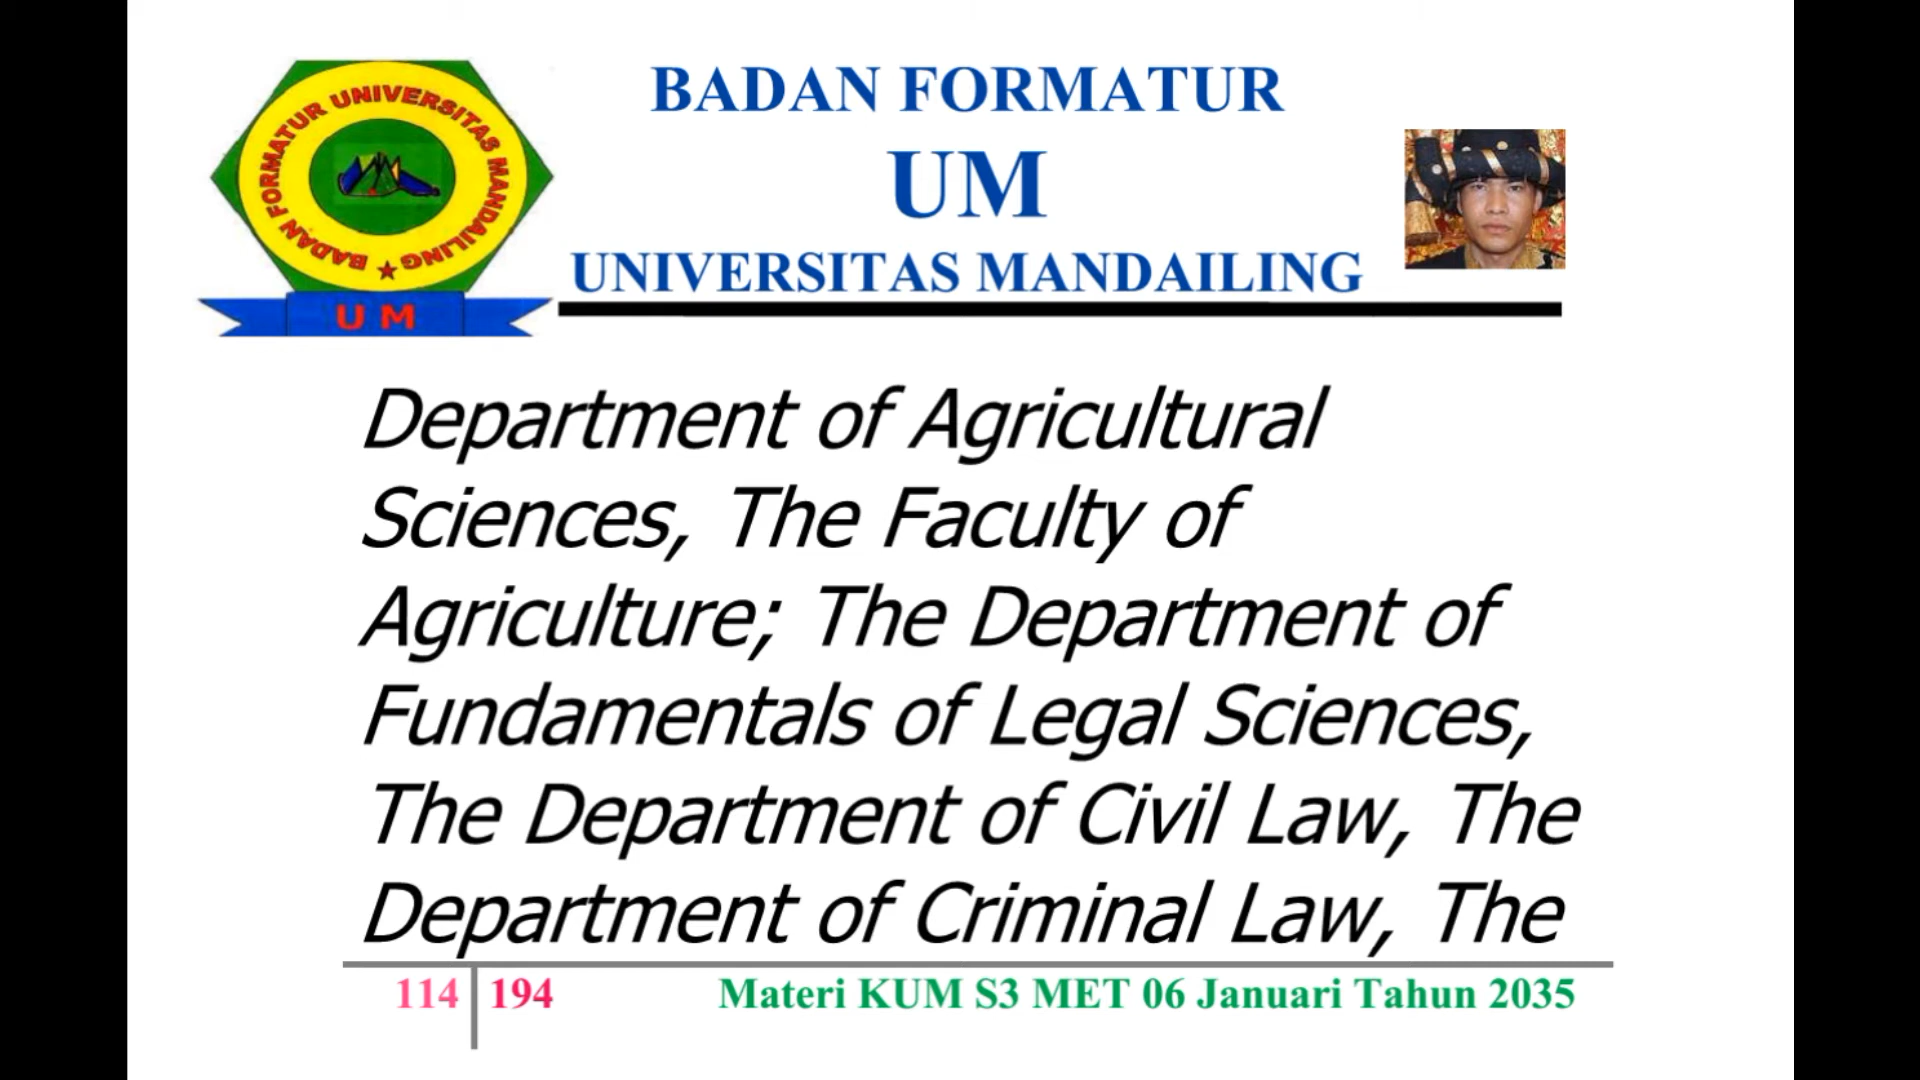 BADAN FORMATUR UNIVERSITAS MANDAILING
BADAN FORMATUR
UM
UNIVERSITAS MANDAILING
U M
Department of Agricultural
Sciences, The Faculty of
Agriculture; The Department of
Fundamentals of Legal Sciences,
The Department of Civil Law, The
Department of Criminal Law, The
114 194 Materi KUM S3 MET 06 Januari Tahun 2035